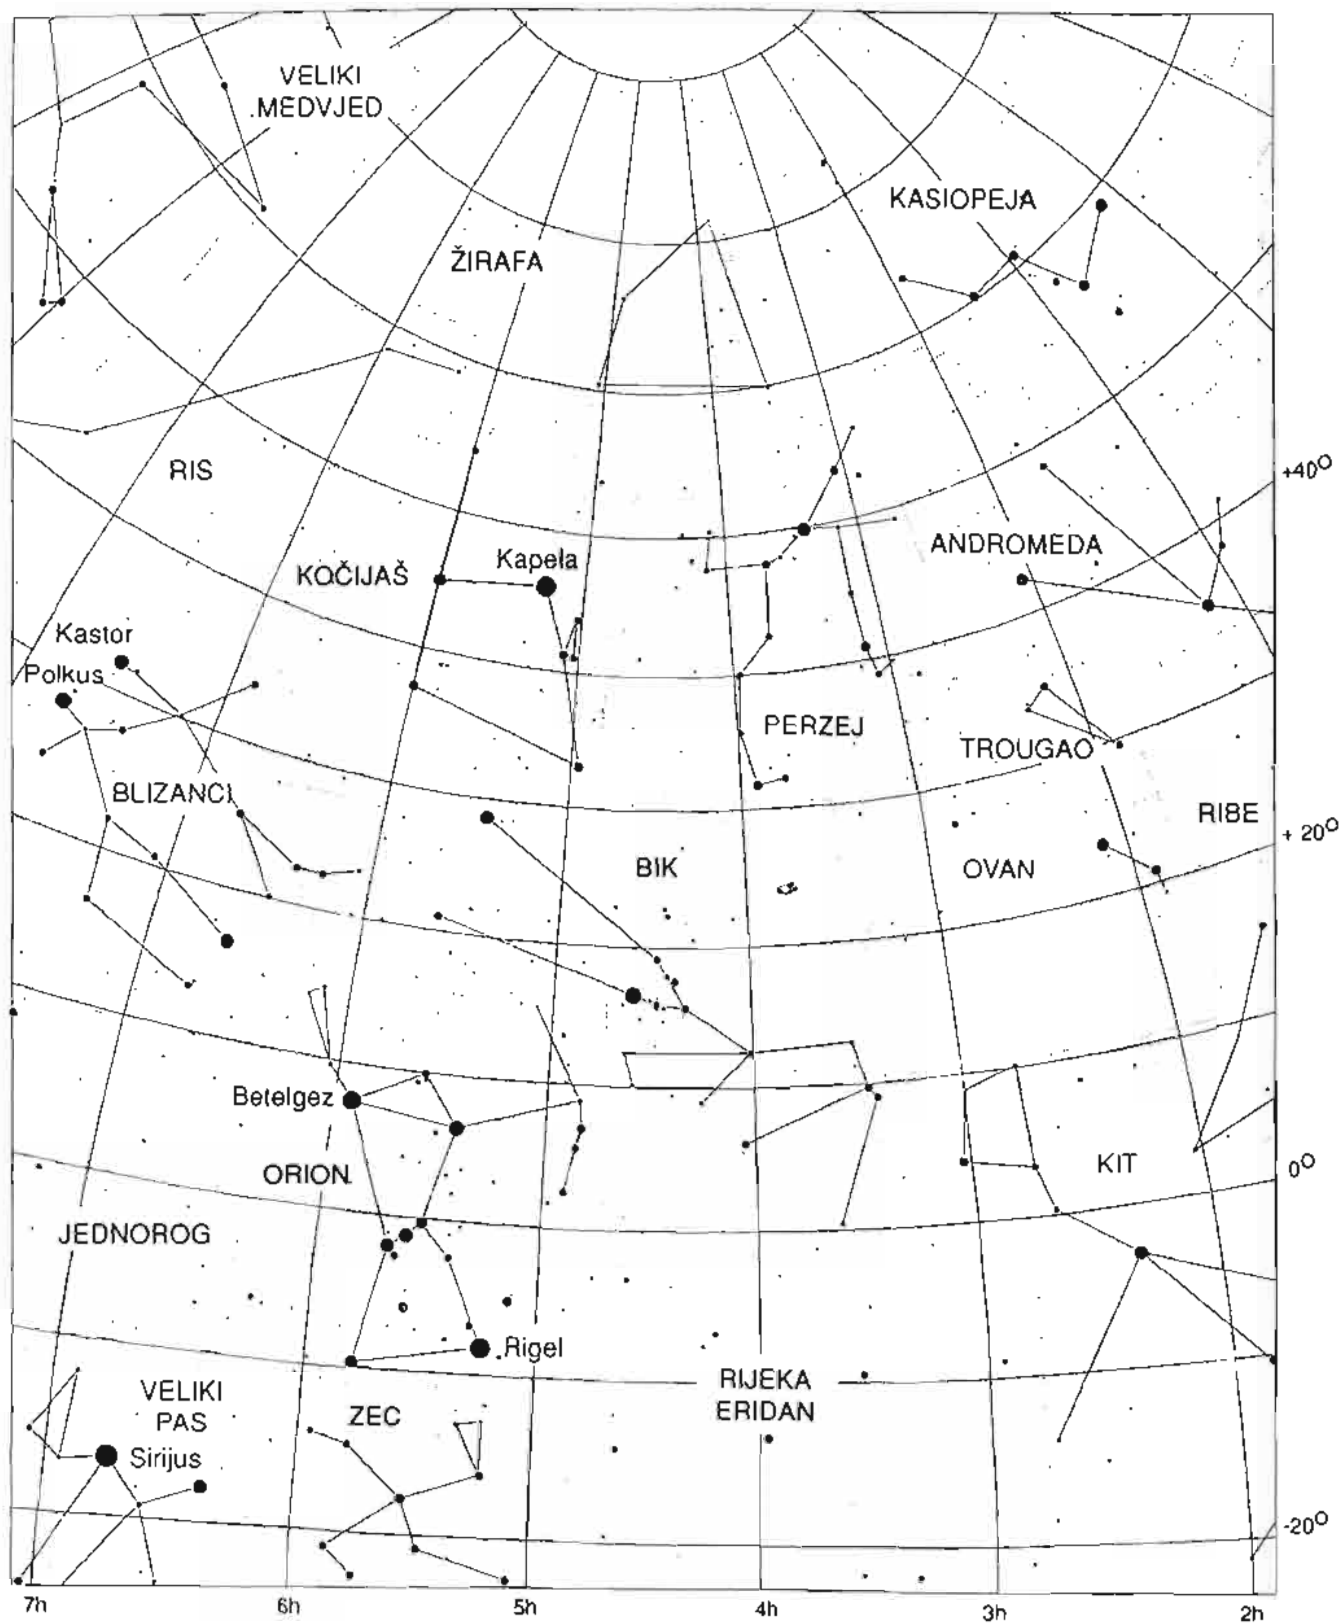 VELIKI
MEDVJED
KASIOPEJA
ŽIRAFA
RIS
+40°
KOČIJAŠ
Kapela
ANDROMEDA
Kastor
Polkus
PERZEJ
TROUGAO
BLIZANCI
RIBE
+ 20°
BIK
OVAN
Betelgez
ORION
KIT
0°
JEDNOROG
Rigel
RIJEKA
ERIDAN
VELIKI
PAS
ZEC
Sirijus
-20°
7h 6h 5h 4h 3h 2h